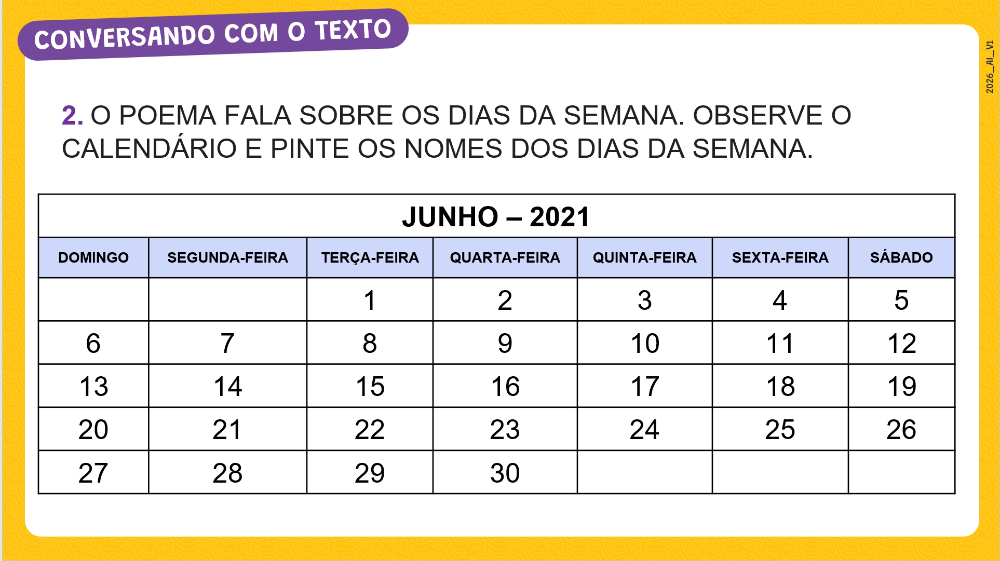 CONVERSANDO COM O TEXTO
2026_AI_V1
2. O POEMA FALA SOBRE OS DIAS DA SEMANA. OBSERVE O
CALENDÁRIO E PINTE OS NOMES DOS DIAS DA SEMANA.
JUNHO – 2021
DOMINGO SEGUNDA-FEIRA TERÇA-FEIRA QUARTA-FEIRA QUINTA-FEIRA SEXTA-FEIRA SÁBADO
1 2 3 4 5
6 7 8 9 10 11 12
13 14 15 16 17 18 19
20 21 22 23 24 25 26
27 28 29 30